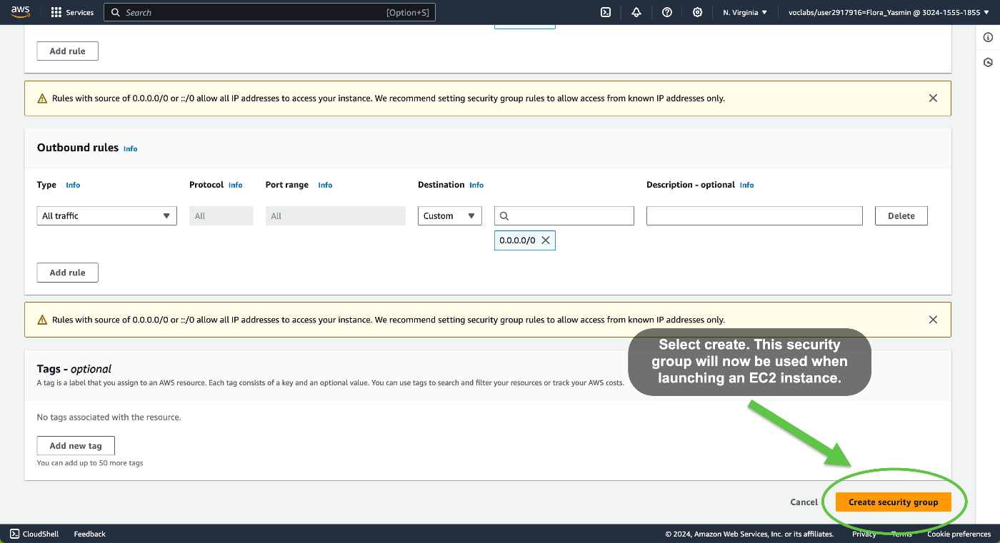 aws
Services
Search
[Option+S]
N. Virginia
voclabs/user2917916=Flora_Yasmin @ 3024-1555-1855
Add rule
Rules with source of 0.0.0.0/0 or ::/0 allow all IP addresses to access your instance. We recommend setting security group rules to allow access from known IP addresses only.
Outbound rules Info
Type Info Protocol Info Port range Info Destination Info Description - optional Info
All traffic All All Custom Delete
0.0.0.0/0
Add rule
Rules with source of 0.0.0.0/0 or ::/0 allow all IP addresses to access your instance. We recommend setting security group rules to allow access from known IP addresses only.
Select create. This security
group will now be used when
launching an EC2 instance.
Tags - optional
A tag is a label that you assign to an AWS resource. Each tag consists of a key and an optional value. You can use tags to search and filter your resources or track your AWS costs.
No tags associated with the resource.
Add new tag
You can add up to 50 more tags
Cancel Create security group
CloudShell Feedback © 2024, Amazon Web Services, Inc. or its affiliates. Privacy Terms Cookie preferences